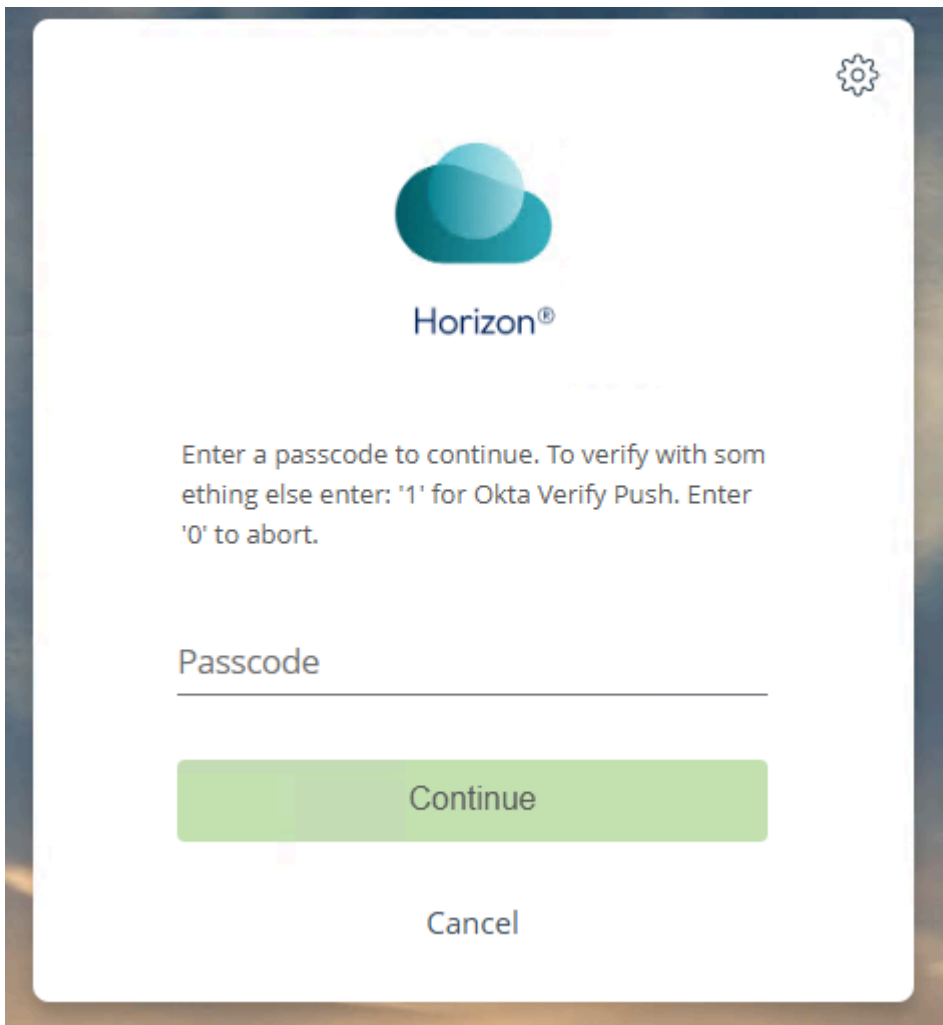 Horizon®
Enter a passcode to continue. To verify with som
ething else enter: '1' for Okta Verify Push. Enter
'0' to abort.
Passcode
Continue
Cancel